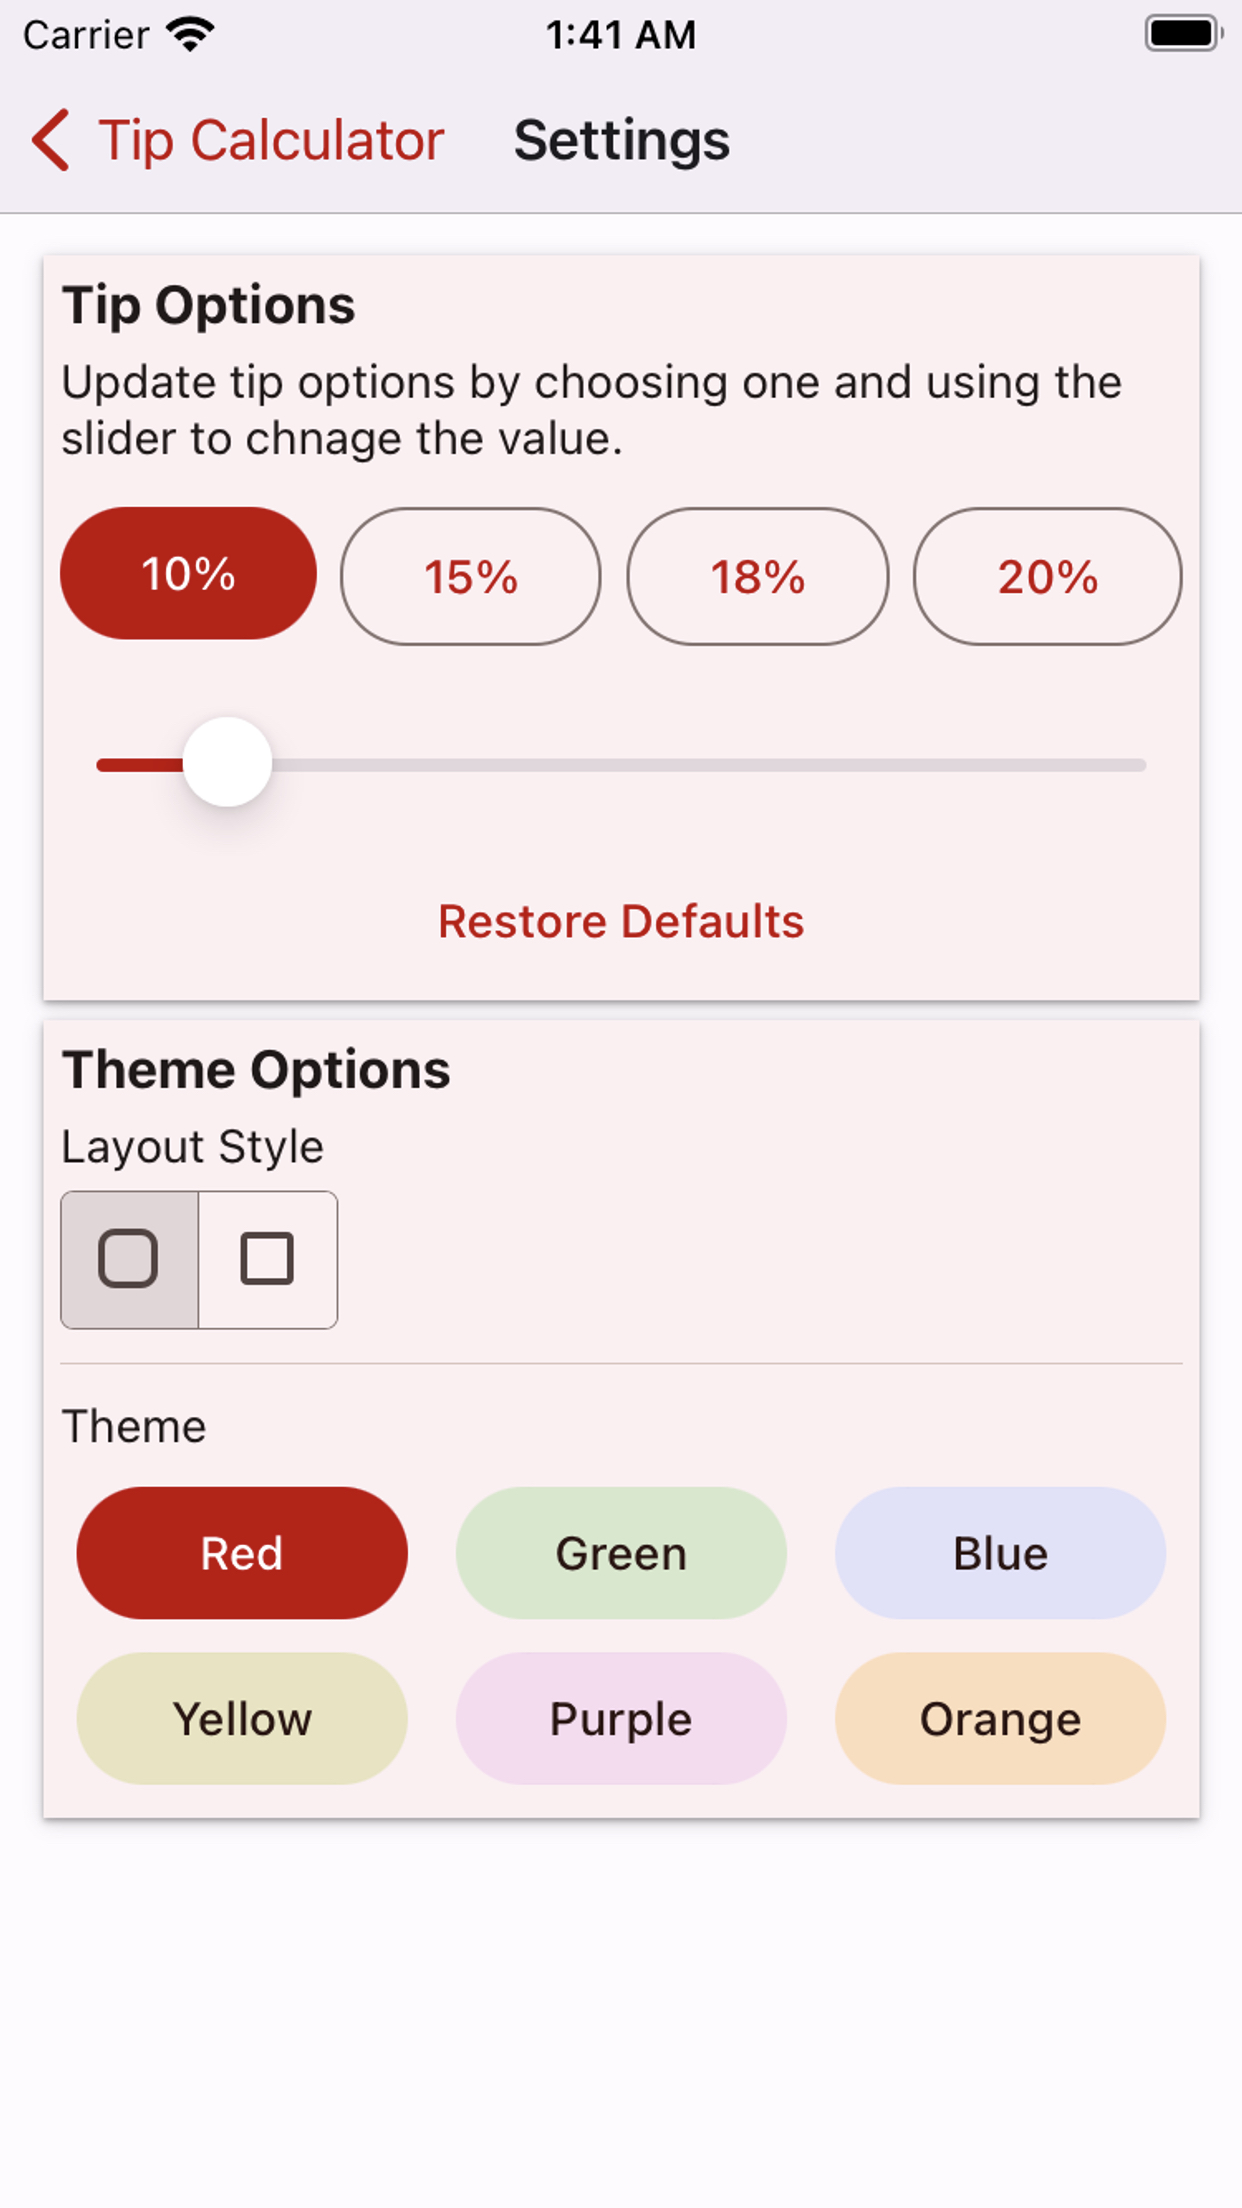 Carrier 1:41 AM
Tip Calculator Settings
Tip Options
Update tip options by choosing one and using the
slider to chnage the value.
10% 15% 18% 20%
Restore Defaults
Theme Options
Layout Style
Theme
Red Green Blue
Yellow Purple Orange